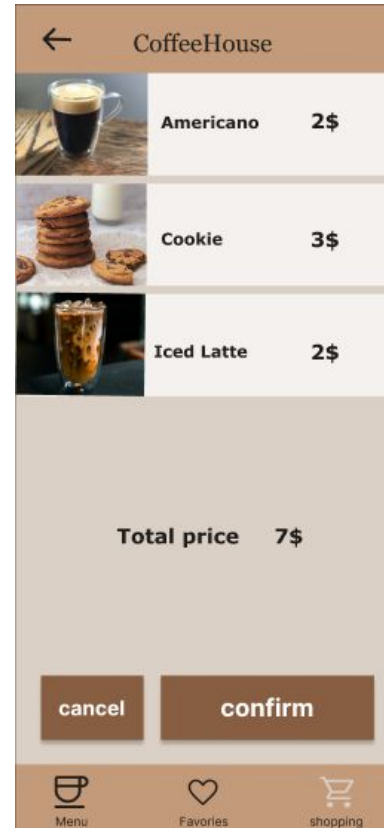 CoffeeHouse
Americano 2$
Cookie 3$
Iced Latte 2$
Total price 7$
cancel confirm
Menu Favories shopping